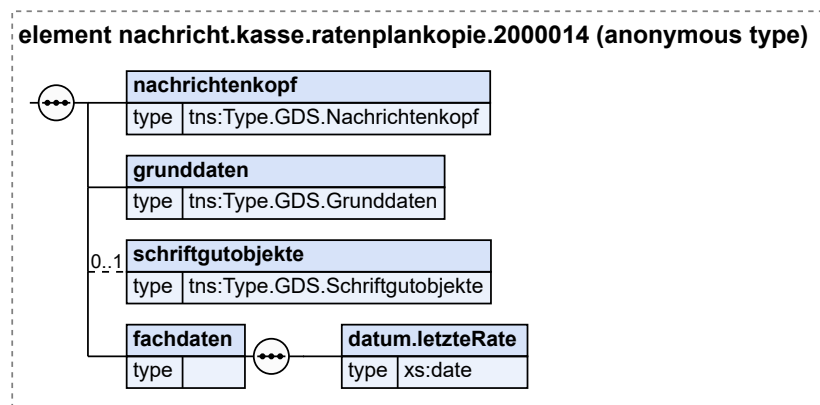 element nachricht.kasse.ratenplankopie.2000014 (anonymous type)
nachrichtenkopf
type tns:Type.GDS.Nachrichtenkopf
grunddaten
type tns:Type.GDS.Grunddaten
0..1
schriftgutobjekte
type tns:Type.GDS.Schriftgutobjekte
fachdaten
type
datum.letzteRate
type xs:date